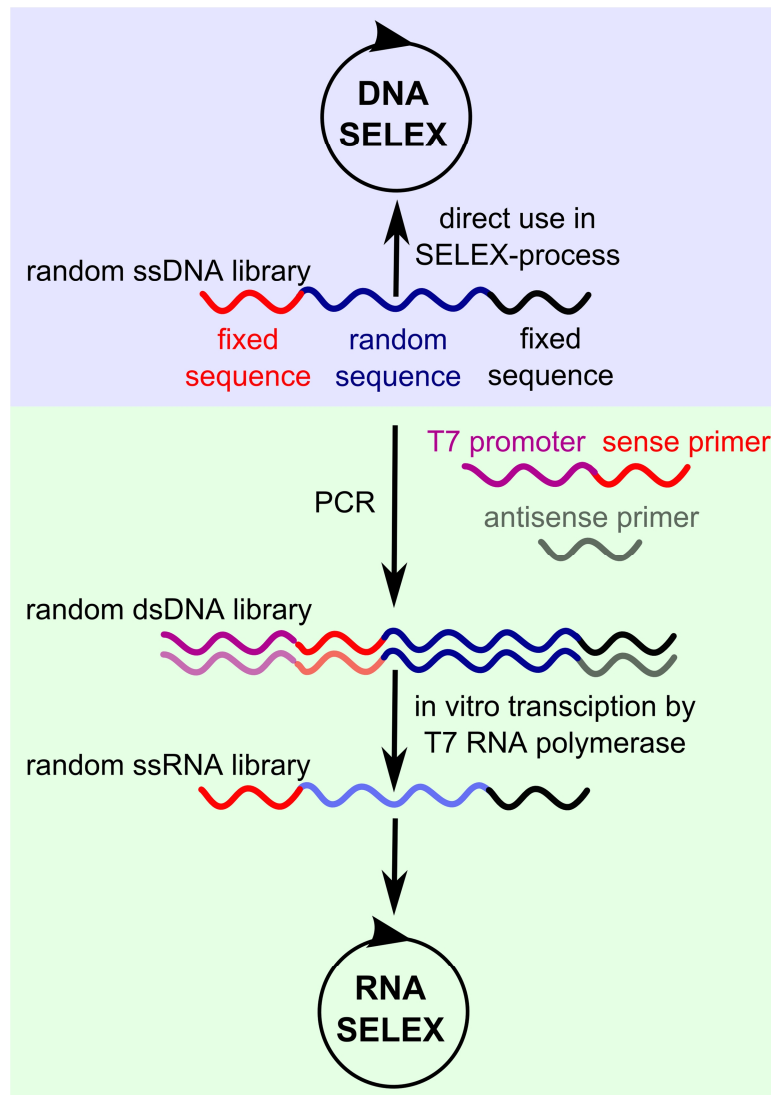 DNA
SELEX
direct use in
SELEX-process
random ssDNA library
fixed
sequence
random
sequence
fixed
sequence
T7 promoter sense primer
PCR
antisense primer
random dsDNA library
in vitro transciption by
T7 RNA polymerase
random ssRNA library
RNA
SELEX